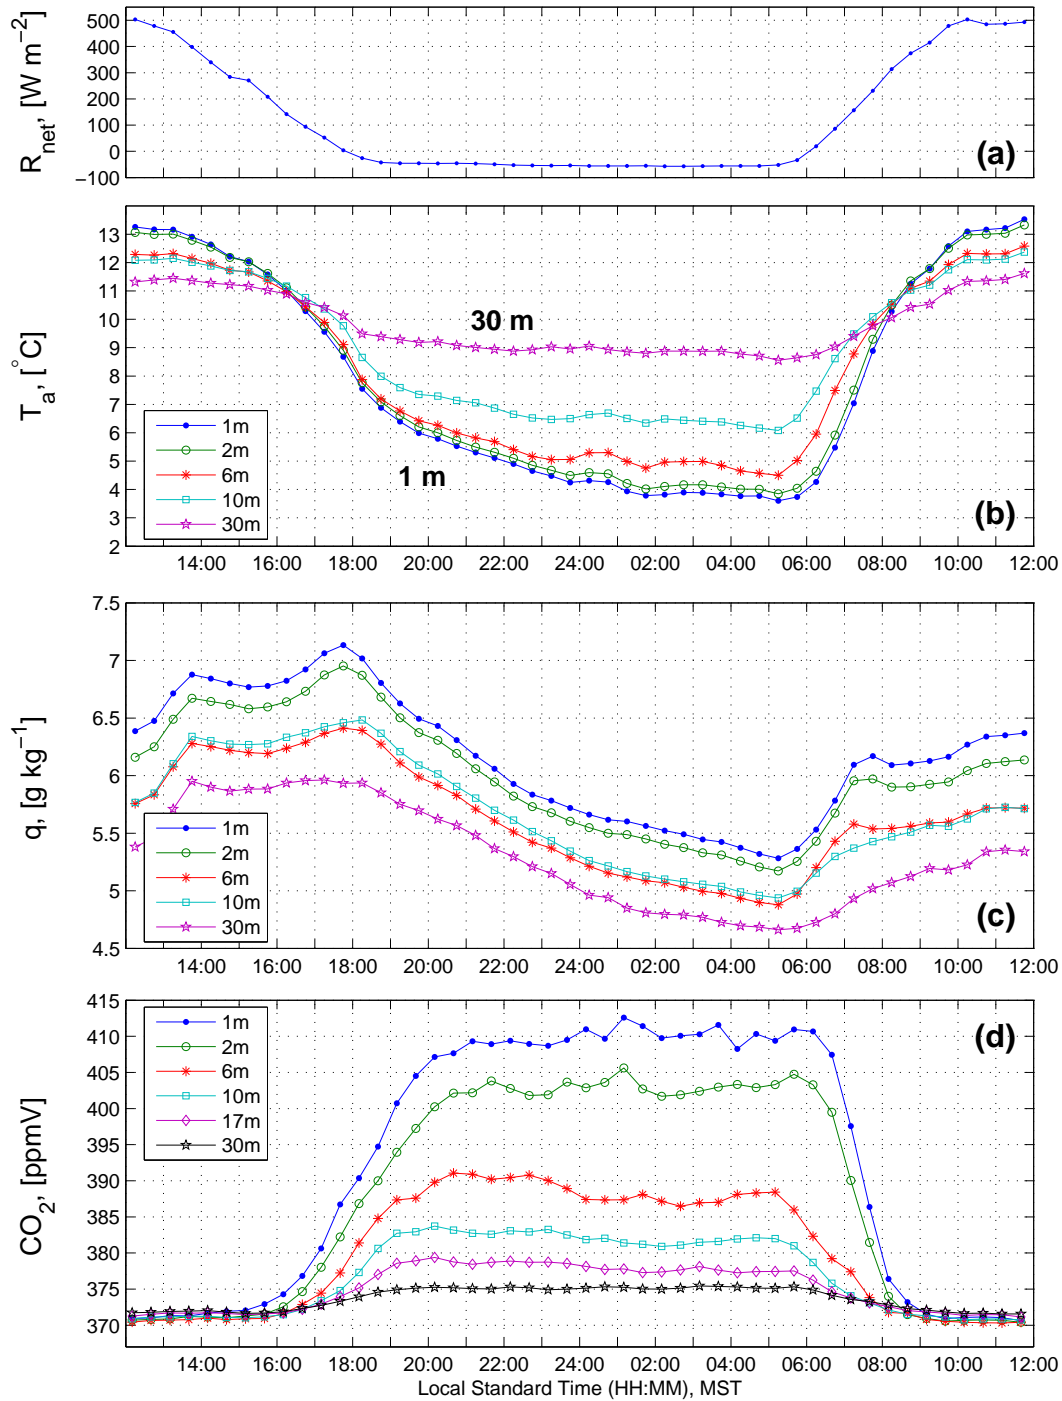 R_net, [W m^−2]
500
400
300
200
100
0
−100
(a)
T_a, [°C]
13
12
11
10
9
8
7
6
5
4
3
2
30 m
1 m
1m
2m
6m
10m
30m
(b)
14:00 16:00 18:00 20:00 22:00 00:00 02:00 04:00 06:00 08:00 10:00 12:00
q, [g kg^−1]
7.5
7
6.5
6
5.5
5
4.5
1m
2m
6m
10m
30m
(c)
14:00 16:00 18:00 20:00 22:00 00:00 02:00 04:00 06:00 08:00 10:00 12:00
CO_2, [ppmV]
415
410
405
400
395
390
385
380
375
370
1m
2m
6m
10m
17m
30m
(d)
14:00 16:00 18:00 20:00 22:00 00:00 02:00 04:00 06:00 08:00 10:00 12:00
Local Standard Time (HH:MM), MST